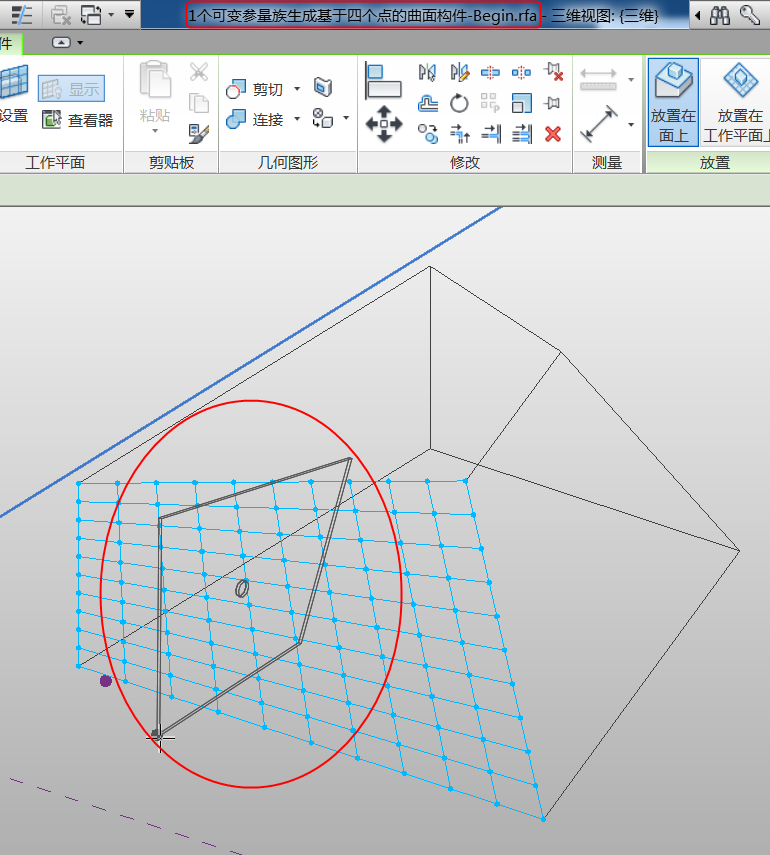 1个可变参量族生成基于四个点的曲面构件-Begin.rfa - 三维视图: {三维}
件
设置
显示
查看器
工作平面
粘贴
剪贴板
剪切
连接
几何图形
修改
测量
放置在
面上
放置在
工作平面上
放置